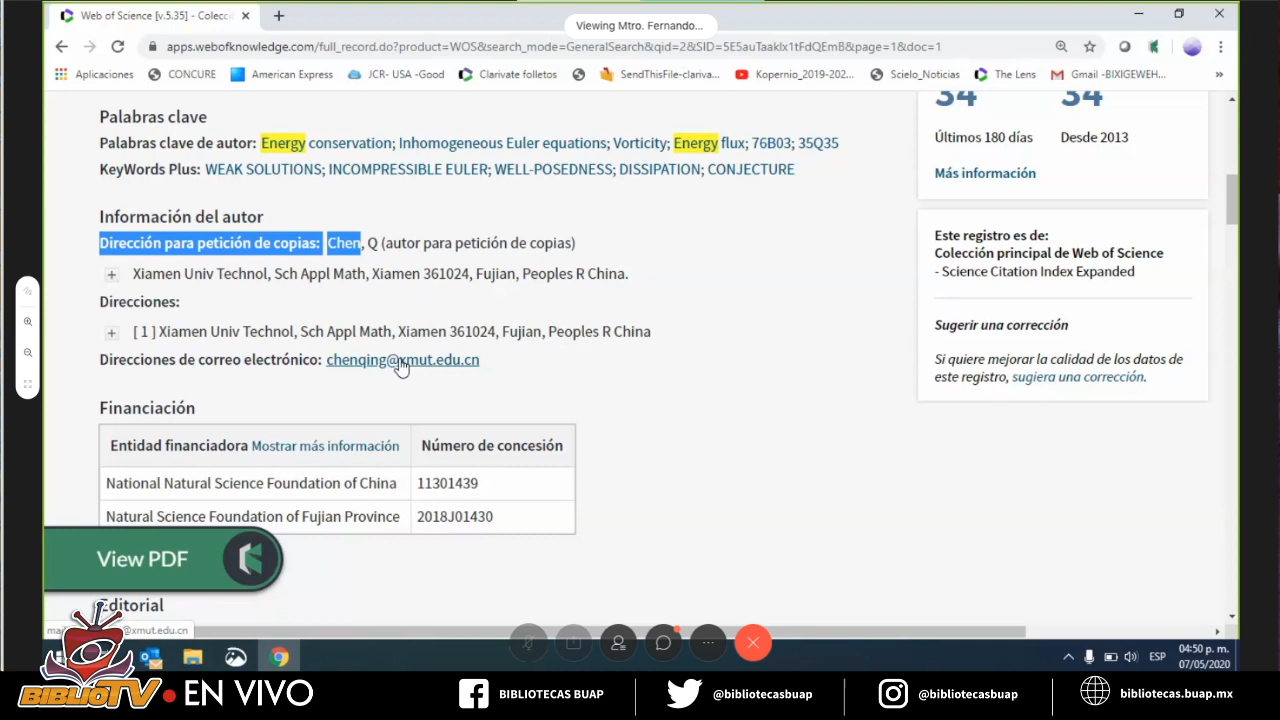 Web of Science [v.5.35] - Colecc
Viewing Mtro. Fernando...
apps.webofknowledge.com/full_record.do?product=WOS&search_mode=GeneralSearch&qid=2&SID=5E5auTaaklx1tFdQEmB&page=1&doc=1
Aplicaciones CONCURE American Express JCR- USA -Good Clarivate folletos SendThisFile-clariva... Kopernio_2019-202... Scielo_Noticias The Lens Gmail -BIXIGEWEH... »
34 34
Últimos 180 días Desde 2013
Más información
Palabras clave
Palabras clave de autor: Energy conservation; Inhomogeneous Euler equations; Vorticity; Energy flux; 76B03; 35Q35
KeyWords Plus: WEAK SOLUTIONS; INCOMPRESSIBLE EULER; WELL-POSEDNESS; DISSIPATION; CONJECTURE
Información del autor
Dirección para petición de copias: Chen, Q (autor para petición de copias)
Xiamen Univ Technol, Sch Appl Math, Xiamen 361024, Fujian, Peoples R China.
Direcciones:
[ 1 ] Xiamen Univ Technol, Sch Appl Math, Xiamen 361024, Fujian, Peoples R China
Direcciones de correo electrónico: chenqing@xmut.edu.cn
Este registro es de:
Colección principal de Web of Science
- Science Citation Index Expanded
Sugerir una corrección
Si quiere mejorar la calidad de los datos de
este registro, sugiera una corrección.
Financiación
Entidad financiadora Mostrar más información Número de concesión
National Natural Science Foundation of China 11301439
Natural Science Foundation of Fujian Province 2018J01430
View PDF
Editorial
@xmut.edu.cn
ESP
04:50 p. m.
07/05/2020
BIBLIOTV EN VIVO
BIBLIOTECAS BUAP
@bibliotecasbuap
@bibliotecasbuap
bibliotecas.buap.mx